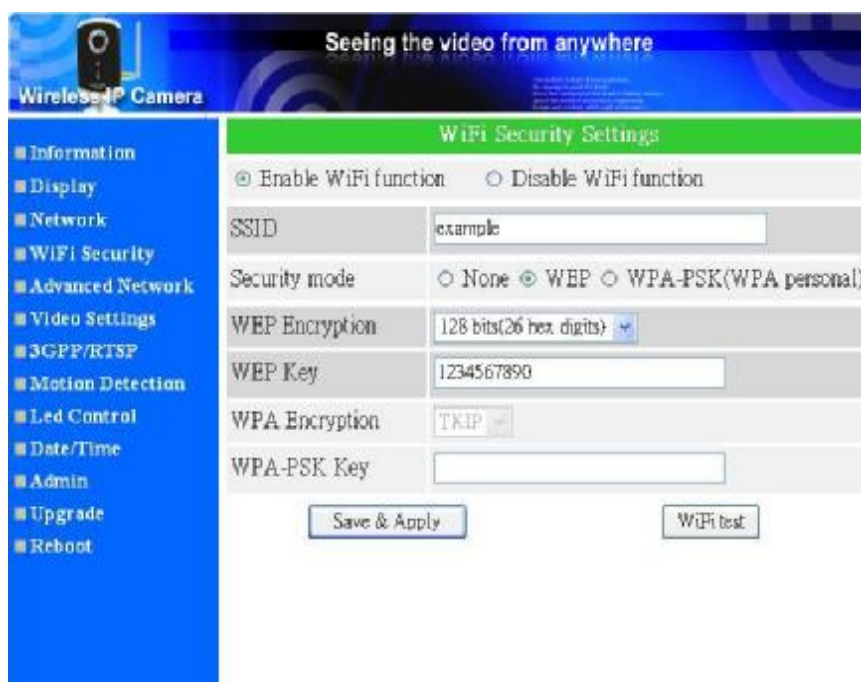 Seeing the video from anywhere
Wireless IP Camera
Information
Display
Network
WiFi Security
Advanced Network
Video Settings
3GPP/RTSP
Motion Detection
Led Control
Date/Time
Admin
Upgrade
Reboot
WiFi Security Settings
Enable WiFi function Disable WiFi function
SSID example
Security mode None WEP WPA-PSK(WPA personal)
WEP Encryption 128 bits(26 hex digits)
WEP Key 1234567890
WPA Encryption TKIP
WPA-PSK Key
Save & Apply WiFi test